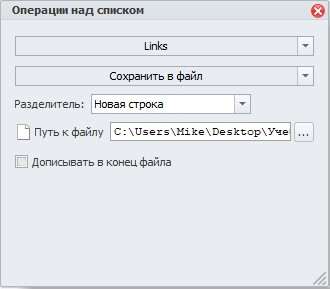 Операции над списком
Links
Сохранить в файл
Разделитель: Новая строка
Путь к файлу C:\Users\Mike\Desktop\Уче ...
Дописывать в конец файла